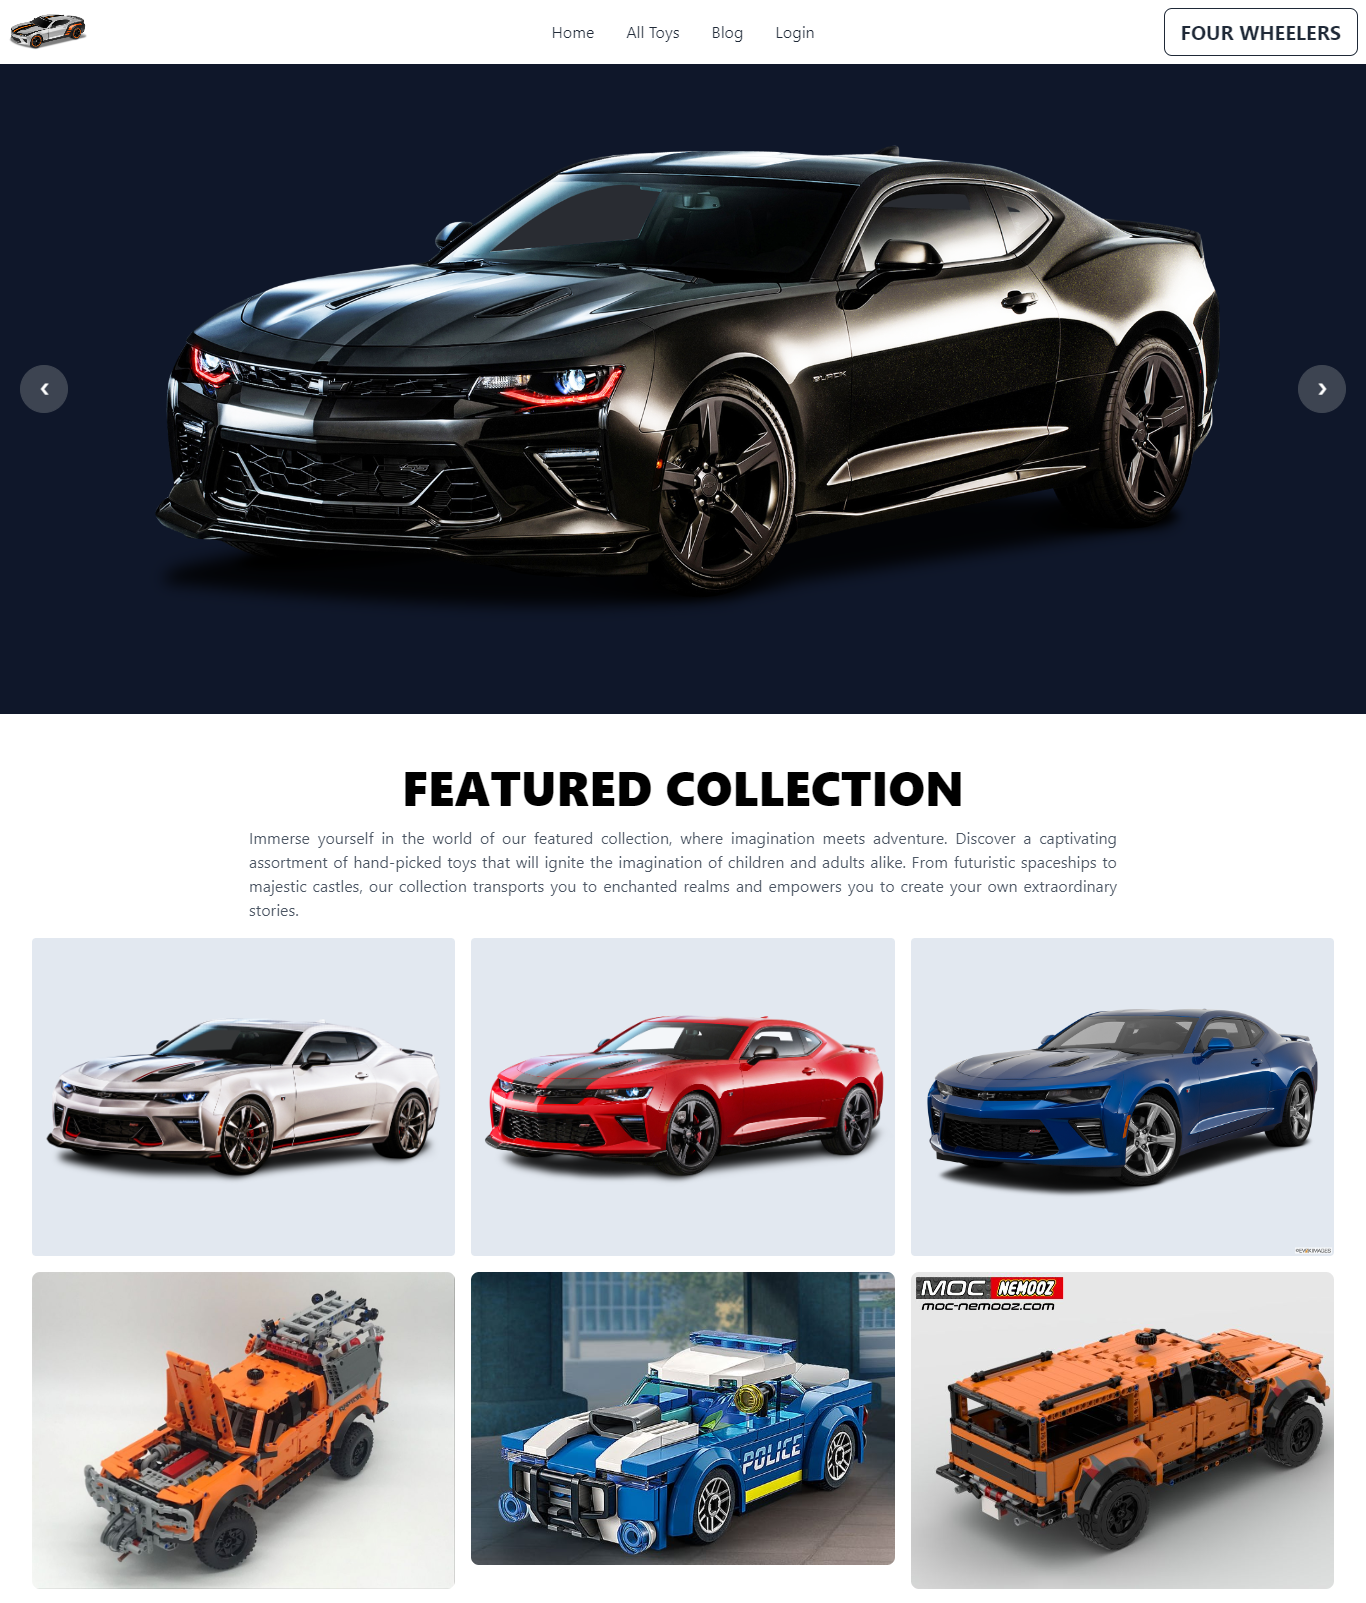 Home All Toys Blog Login FOUR WHEELERS
‹ ›
BLACK
FEATURED COLLECTION
Immerse yourself in the world of our featured collection, where imagination meets adventure. Discover a captivating
assortment of hand-picked toys that will ignite the imagination of children and adults alike. From futuristic spaceships to
majestic castles, our collection transports you to enchanted realms and empowers you to create your own extraordinary
stories.
MOC NEMOOZ
moc-nemooz.com
POLICE